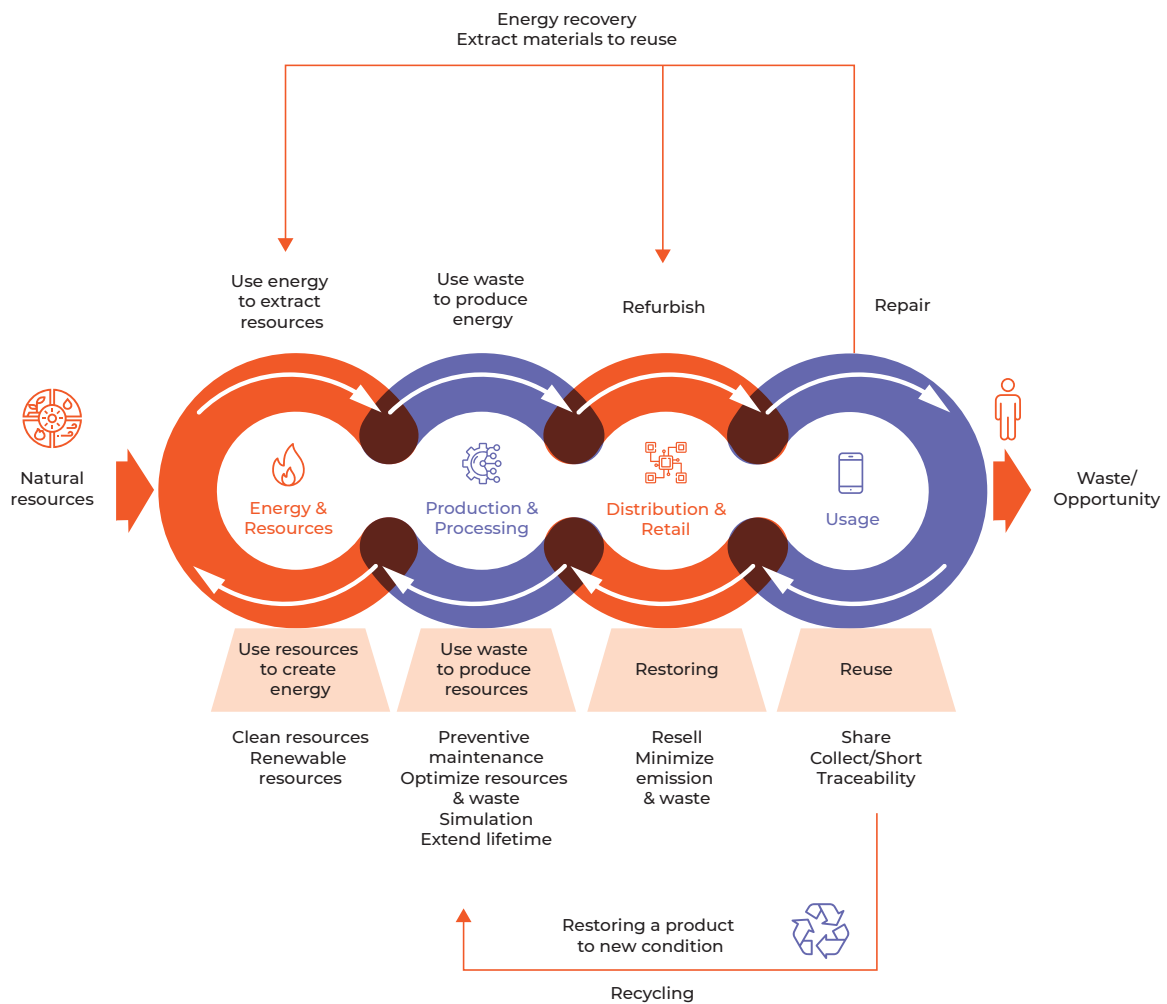 Energy recovery
Extract materials to reuse
Use energy
to extract
resources
Use waste
to produce
energy
Refurbish
Repair
Natural
resources
Energy &
Resources
Production &
Processing
Distribution &
Retail
Usage
Waste/
Opportunity
Use resources
to create
energy
Use waste
to produce
resources
Restoring
Reuse
Clean resources
Renewable
resources
Preventive
maintenance
Optimize resources
& waste
Simulation
Extend lifetime
Resell
Minimize
emission
& waste
Share
Collect/Short
Traceability
Restoring a product
to new condition
Recycling